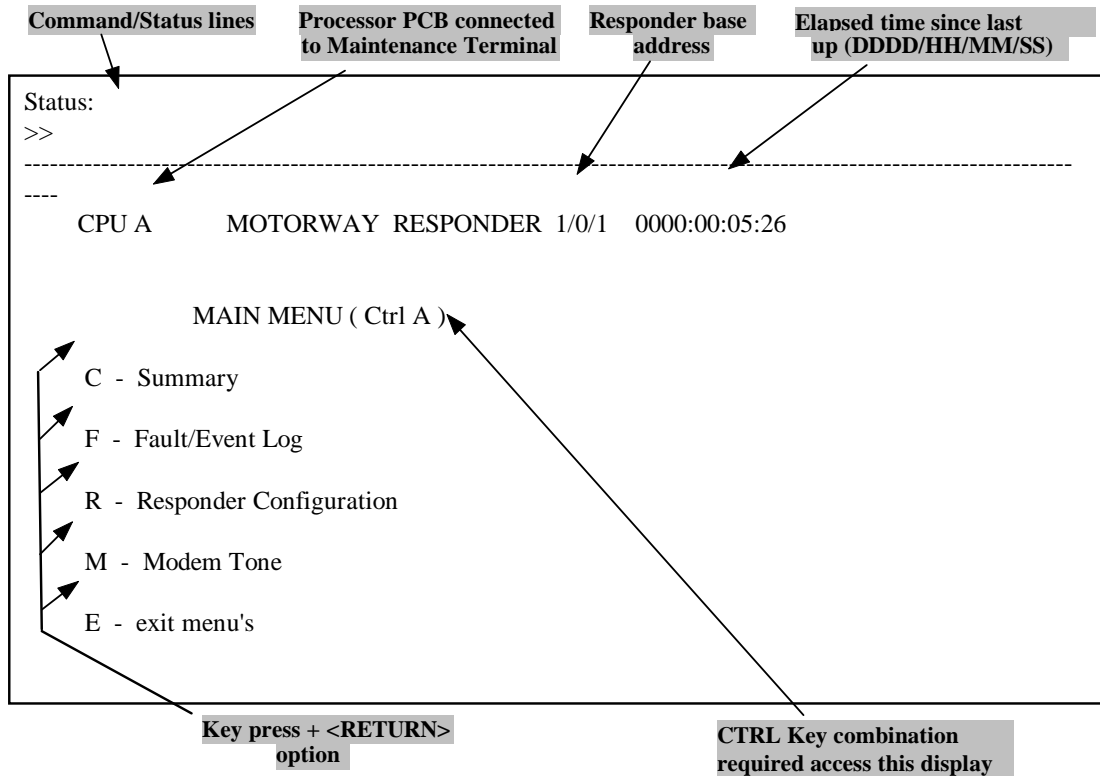 Command/Status lines
Processor PCB connected
to Maintenance Terminal
Responder base
address
Elapsed time since last
up (DDDD/HH/MM/SS)
Status:
>>
---------------------------------------------------------------------------------------------------------
----
CPU A MOTORWAY RESPONDER 1/0/1 0000:00:05:26
MAIN MENU ( Ctrl A )
C - Summary
F - Fault/Event Log
R - Responder Configuration
M - Modem Tone
E - exit menu's
Key press + <RETURN>
option
CTRL Key combination
required access this display